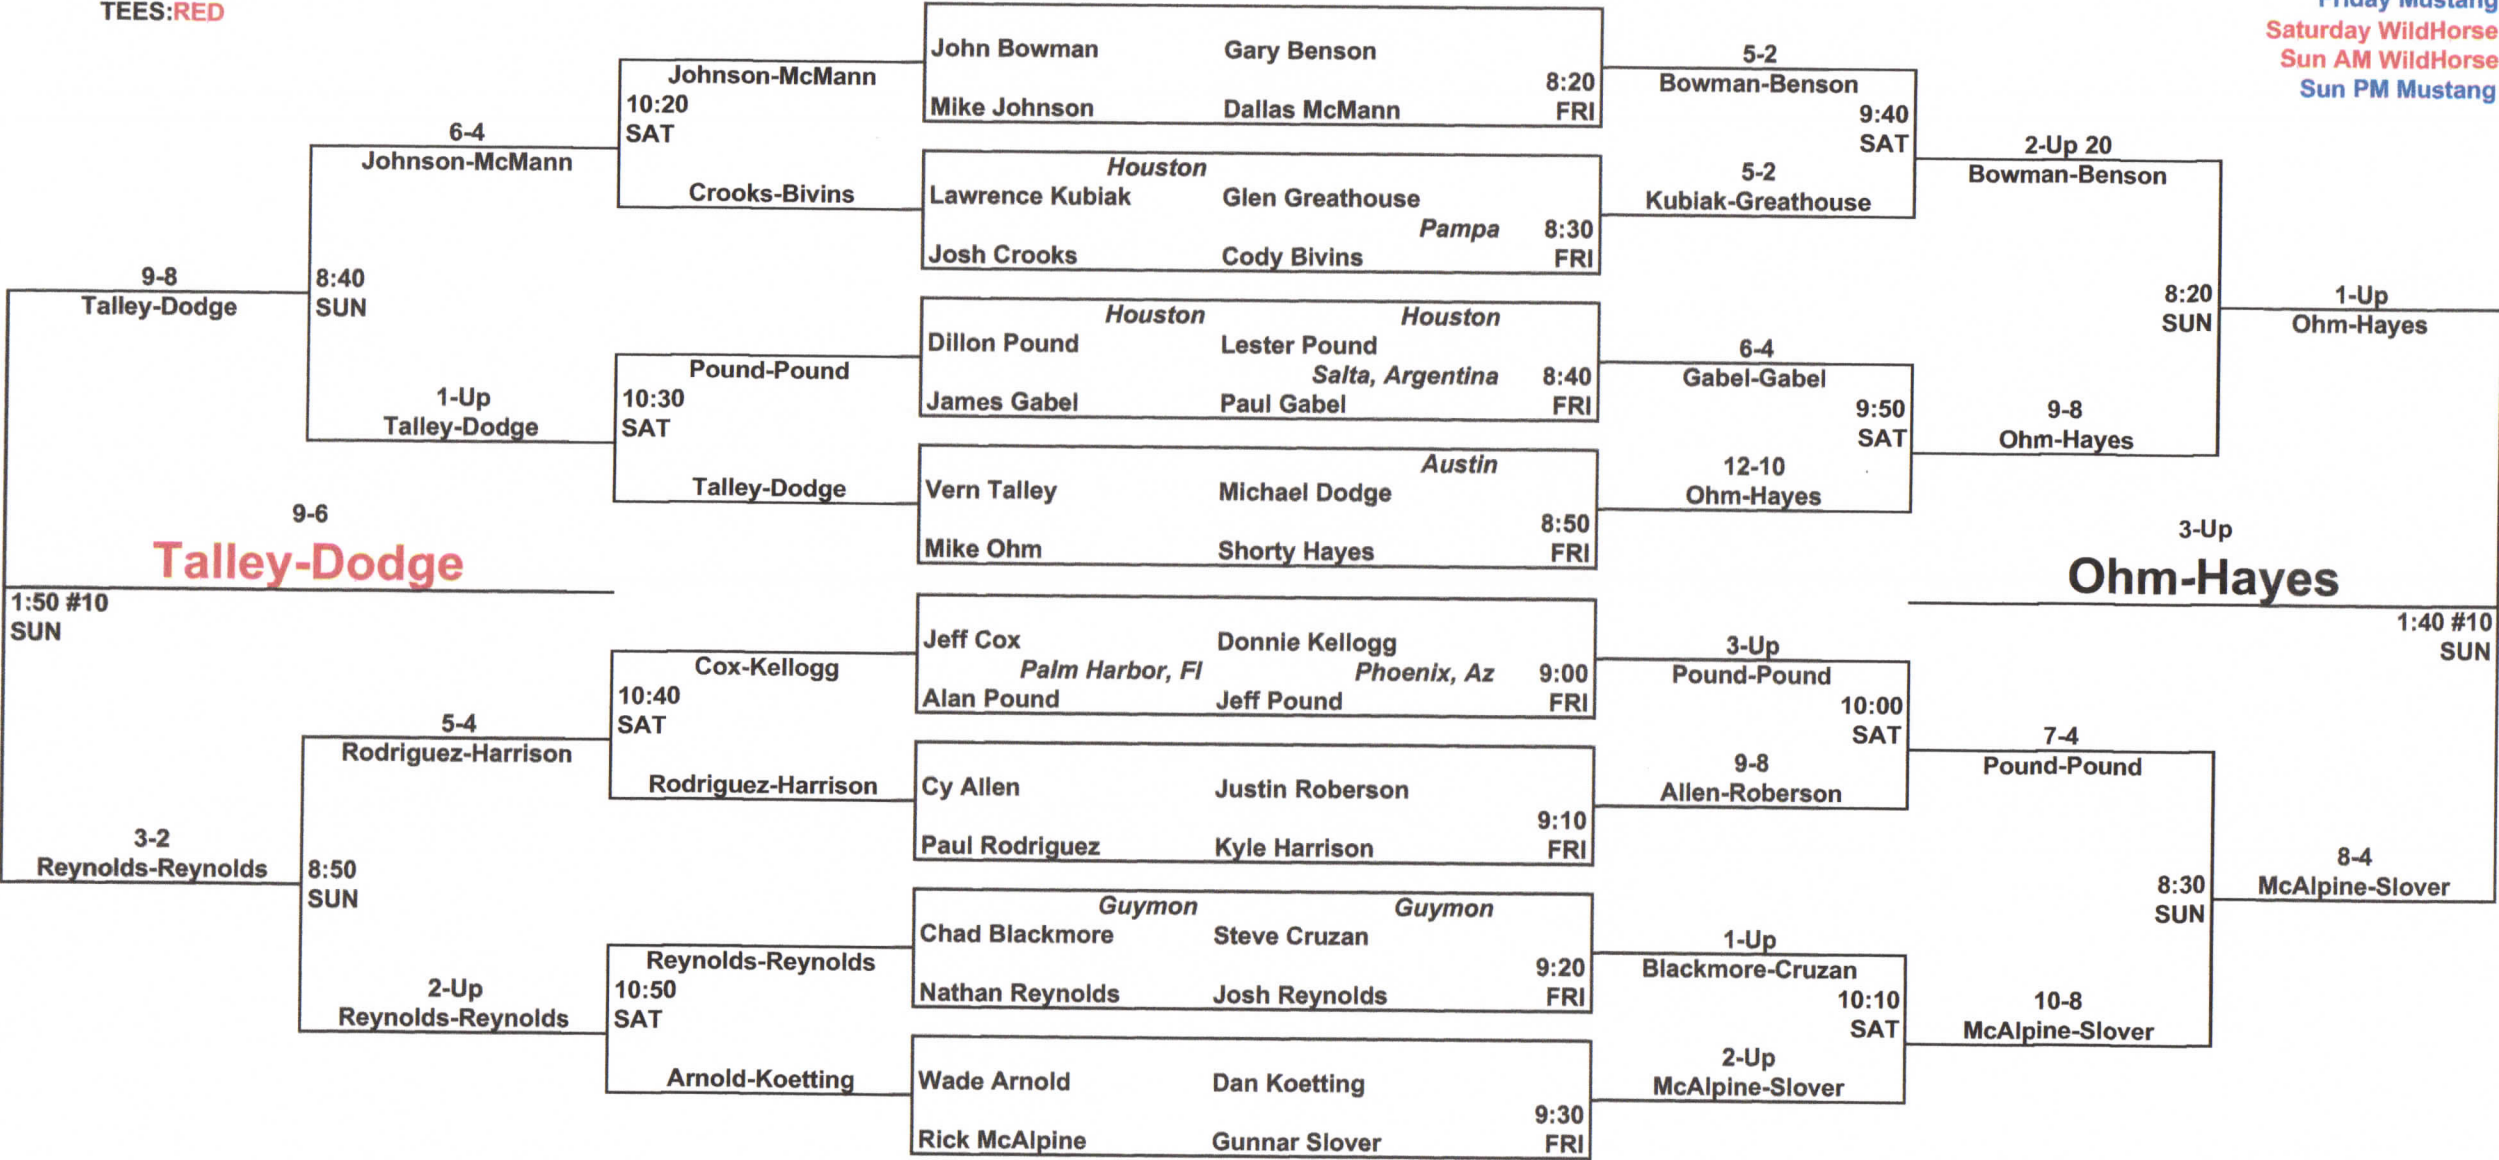 TEES:RED
Friday Mustang
Saturday WildHorse
Sun AM WildHorse
Sun PM Mustang
9-8
Talley-Dodge
9-6
Talley-Dodge
1:50 #10
SUN
3-2
Reynolds-Reynolds
6-4
Johnson-McMann
8:40
SUN
1-Up
Talley-Dodge
5-4
Rodriguez-Harrison
8:50
SUN
2-Up
Reynolds-Reynolds
Johnson-McMann
10:20
SAT
Crooks-Bivins
Pound-Pound
10:30
SAT
Talley-Dodge
Cox-Kellogg
10:40
SAT
Rodriguez-Harrison
Reynolds-Reynolds
10:50
SAT
Arnold-Koetting
John Bowman Gary Benson
8:20
Mike Johnson Dallas McMann FRI
Houston
Lawrence Kubiak Glen Greathouse
Pampa 8:30
Josh Crooks Cody Bivins FRI
Houston Houston
Dillon Pound Lester Pound
Salta, Argentina 8:40
James Gabel Paul Gabel FRI
Austin
Vern Talley Michael Dodge
8:50
Mike Ohm Shorty Hayes FRI
Jeff Cox Donnie Kellogg
Palm Harbor, Fl Phoenix, Az 9:00
Alan Pound Jeff Pound FRI
Cy Allen Justin Roberson
9:10
Paul Rodriguez Kyle Harrison FRI
Guymon Guymon
Chad Blackmore Steve Cruzan
9:20
Nathan Reynolds Josh Reynolds FRI
Wade Arnold Dan Koetting
9:30
Rick McAlpine Gunnar Slover FRI
5-2
Bowman-Benson
9:40
SAT
5-2
Kubiak-Greathouse
6-4
Gabel-Gabel
9:50
SAT
12-10
Ohm-Hayes
3-Up
Pound-Pound
10:00
SAT
9-8
Allen-Roberson
1-Up
Blackmore-Cruzan
10:10
SAT
2-Up
McAlpine-Slover
2-Up 20
Bowman-Benson
8:20
SUN
9-8
Ohm-Hayes
7-4
Pound-Pound
8:30
SUN
10-8
McAlpine-Slover
1-Up
Ohm-Hayes
3-Up
Ohm-Hayes
1:40 #10
SUN
8-4
McAlpine-Slover